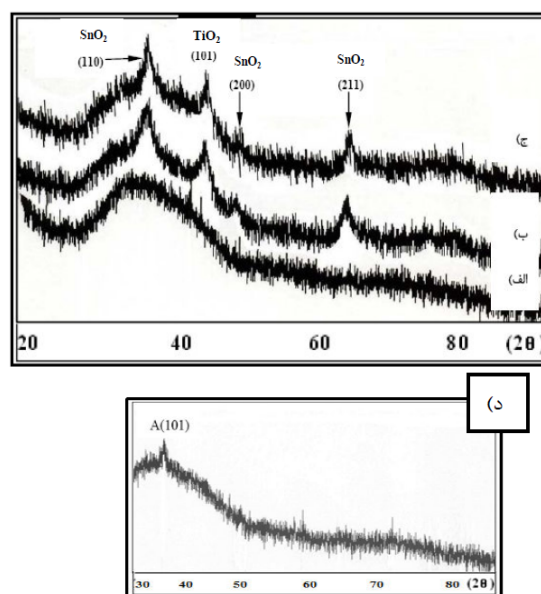 SnO2 TiO2 SnO2 SnO2
(110) (101) (200) (211)
ج)
ب)
الف)
20 40 60 80 (2θ)
د)
A(101)
30 40 50 60 70 80 (2θ)